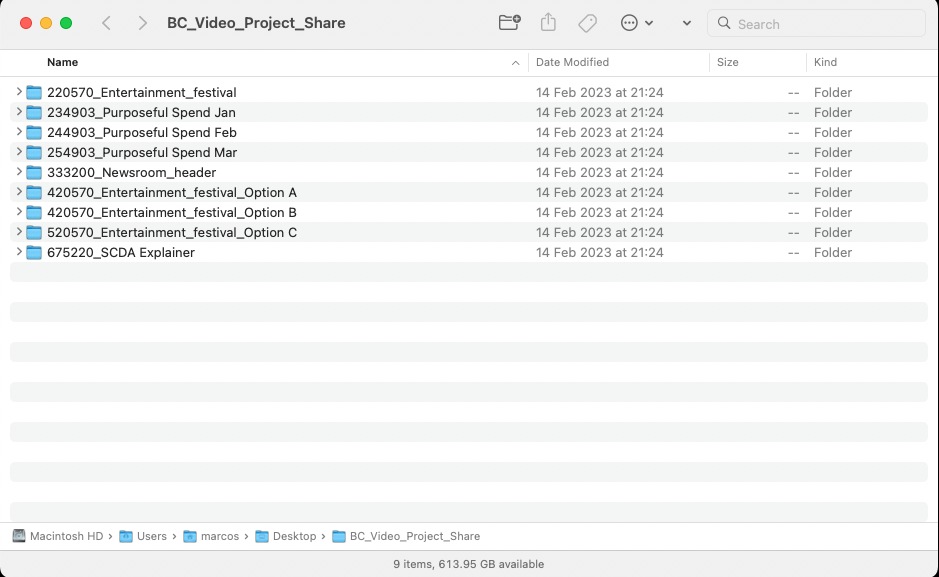 BC_Video_Project_Share Search
Name Date Modified Size Kind
220570_Entertainment_festival 14 Feb 2023 at 21:24 -- Folder
234903_Purposeful Spend Jan 14 Feb 2023 at 21:24 -- Folder
244903_Purposeful Spend Feb 14 Feb 2023 at 21:24 -- Folder
254903_Purposeful Spend Mar 14 Feb 2023 at 21:24 -- Folder
333200_Newsroom_header 14 Feb 2023 at 21:24 -- Folder
420570_Entertainment_festival_Option A 14 Feb 2023 at 21:24 -- Folder
420570_Entertainment_festival_Option B 14 Feb 2023 at 21:24 -- Folder
520570_Entertainment_festival_Option C 14 Feb 2023 at 21:24 -- Folder
675220_SCDA Explainer 14 Feb 2023 at 21:24 -- Folder
Macintosh HD › Users › marcos › Desktop › BC_Video_Project_Share
9 items, 613.95 GB available